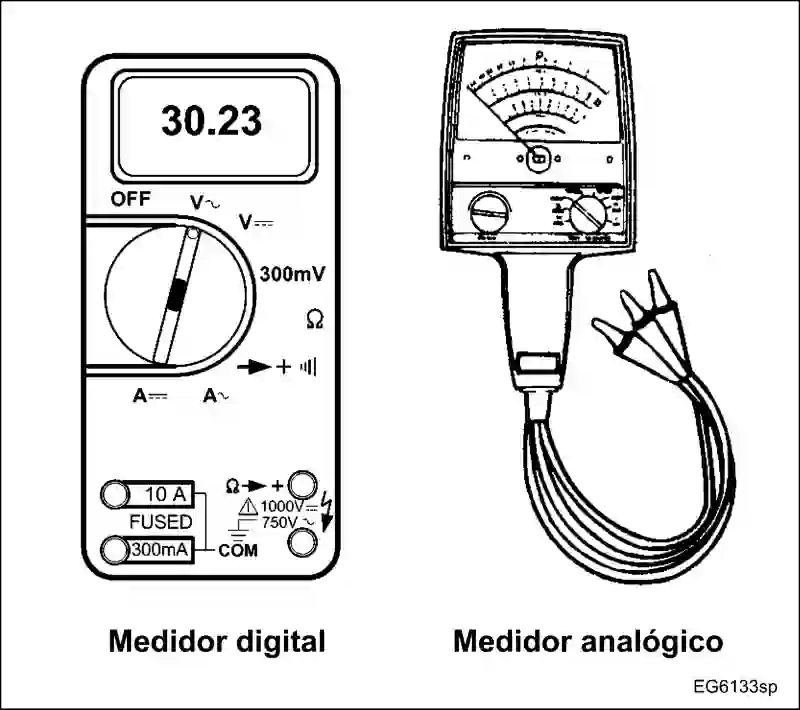 30.23
OFF
V~
V⎓
300mV
Ω
+
A⎓
A~
10 A
FUSED
300mA
COM
Ω +
1000V⎓
750V ~
Medidor digital
Medidor analógico
EG6133sp